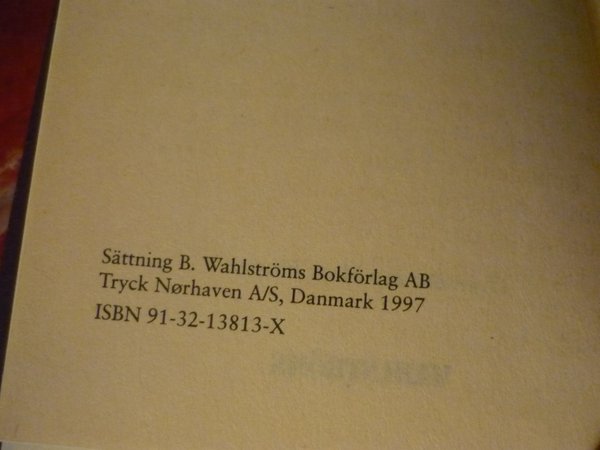 Sättning B. Wahlströms Bokförlag AB
Tryck Nørhaven A/S, Danmark 1997
ISBN 91-32-13813-X